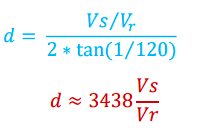 d = Vs/Vr / 2 * tan(1/120)
d ≈ 3438 Vs/Vr